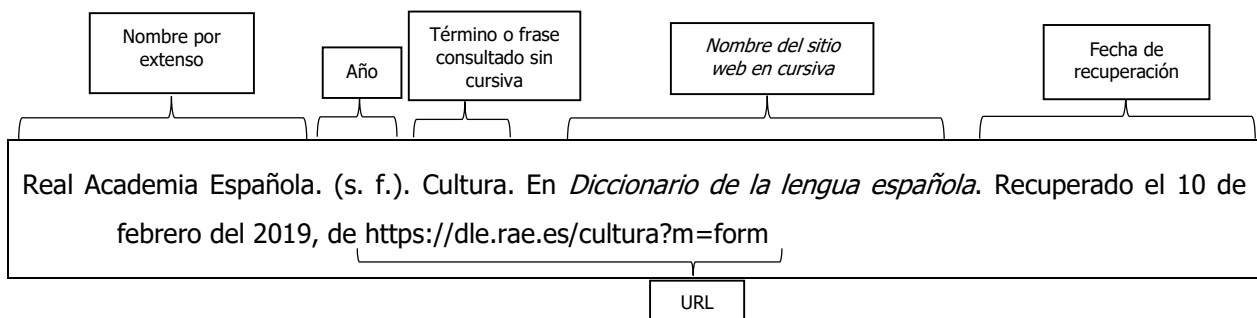 Nombre por
extenso
Año
Término o frase
consultado sin
cursiva
Nombre del sitio
web en cursiva
Fecha de
recuperación
Real Academia Española. (s. f.). Cultura. En Diccionario de la lengua española. Recuperado el 10 de
febrero del 2019, de https://dle.rae.es/cultura?m=form
URL